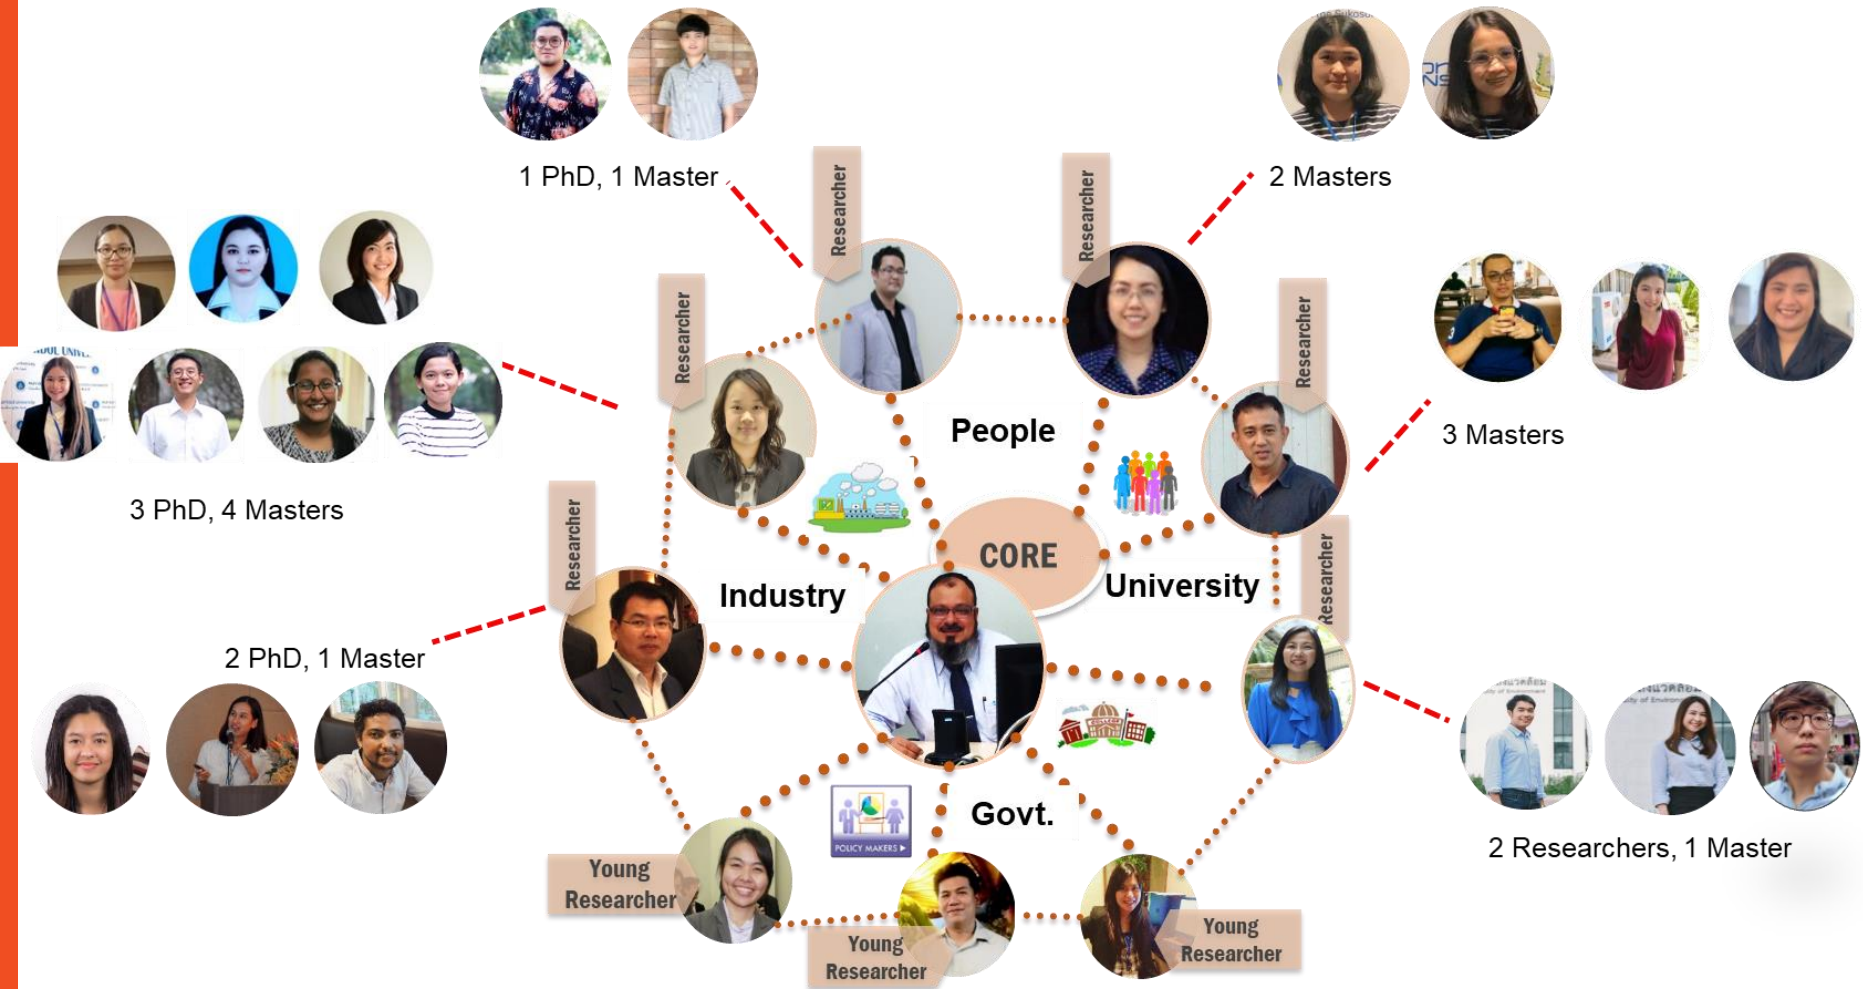 1 PhD, 1 Master
2 Masters
Researcher
Researcher
Researcher
Researcher
3 Masters
People
3 PhD, 4 Masters
Researcher
CORE
Industry
University
Researcher
2 PhD, 1 Master
Govt.
POLICY MAKERS
2 Researchers, 1 Master
Young
Researcher
Young
Researcher
Young
Researcher
COLLEGE